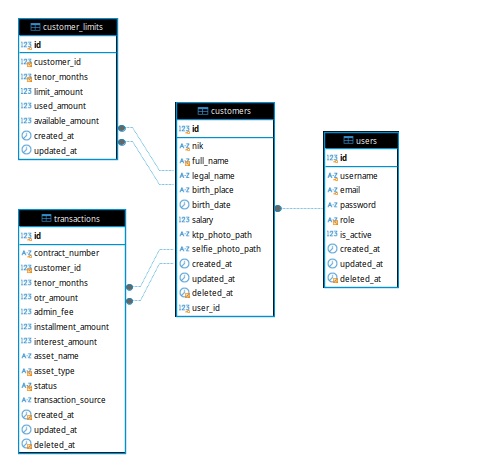 customer_limits
123 id
123 customer_id
123 tenor_months
123 limit_amount
123 used_amount
123 available_amount
created_at
updated_at
customers
123 id
A-Z nik
A-Z full_name
A-Z legal_name
A-Z birth_place
birth_date
123 salary
A-Z ktp_photo_path
A-Z selfie_photo_path
created_at
updated_at
deleted_at
123 user_id
users
123 id
A-Z username
A-Z email
A-Z password
A-Z role
123 is_active
created_at
updated_at
deleted_at
transactions
123 id
A-Z contract_number
123 customer_id
123 tenor_months
123 otr_amount
123 admin_fee
123 installment_amount
123 interest_amount
A-Z asset_name
A-Z asset_type
A-Z status
A-Z transaction_source
created_at
updated_at
deleted_at